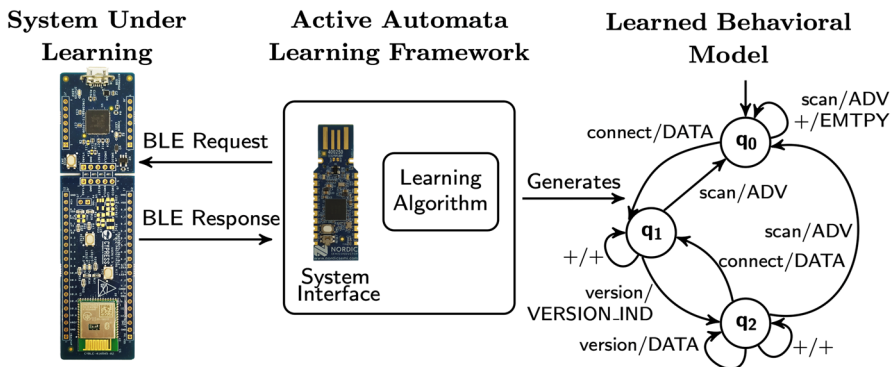 System Under
Learning
Active Automata
Learning Framework
Learned Behavioral
Model
BLE Request
BLE Response
NORDIC
System
Interface
Learning
Algorithm
Generates
scan/ADV
+/EMTPY
connect/DATA
q0
scan/ADV
q1
+/+
scan/ADV
connect/DATA
version/
VERSION_IND
q2
version/DATA
+/+
CYPRESS